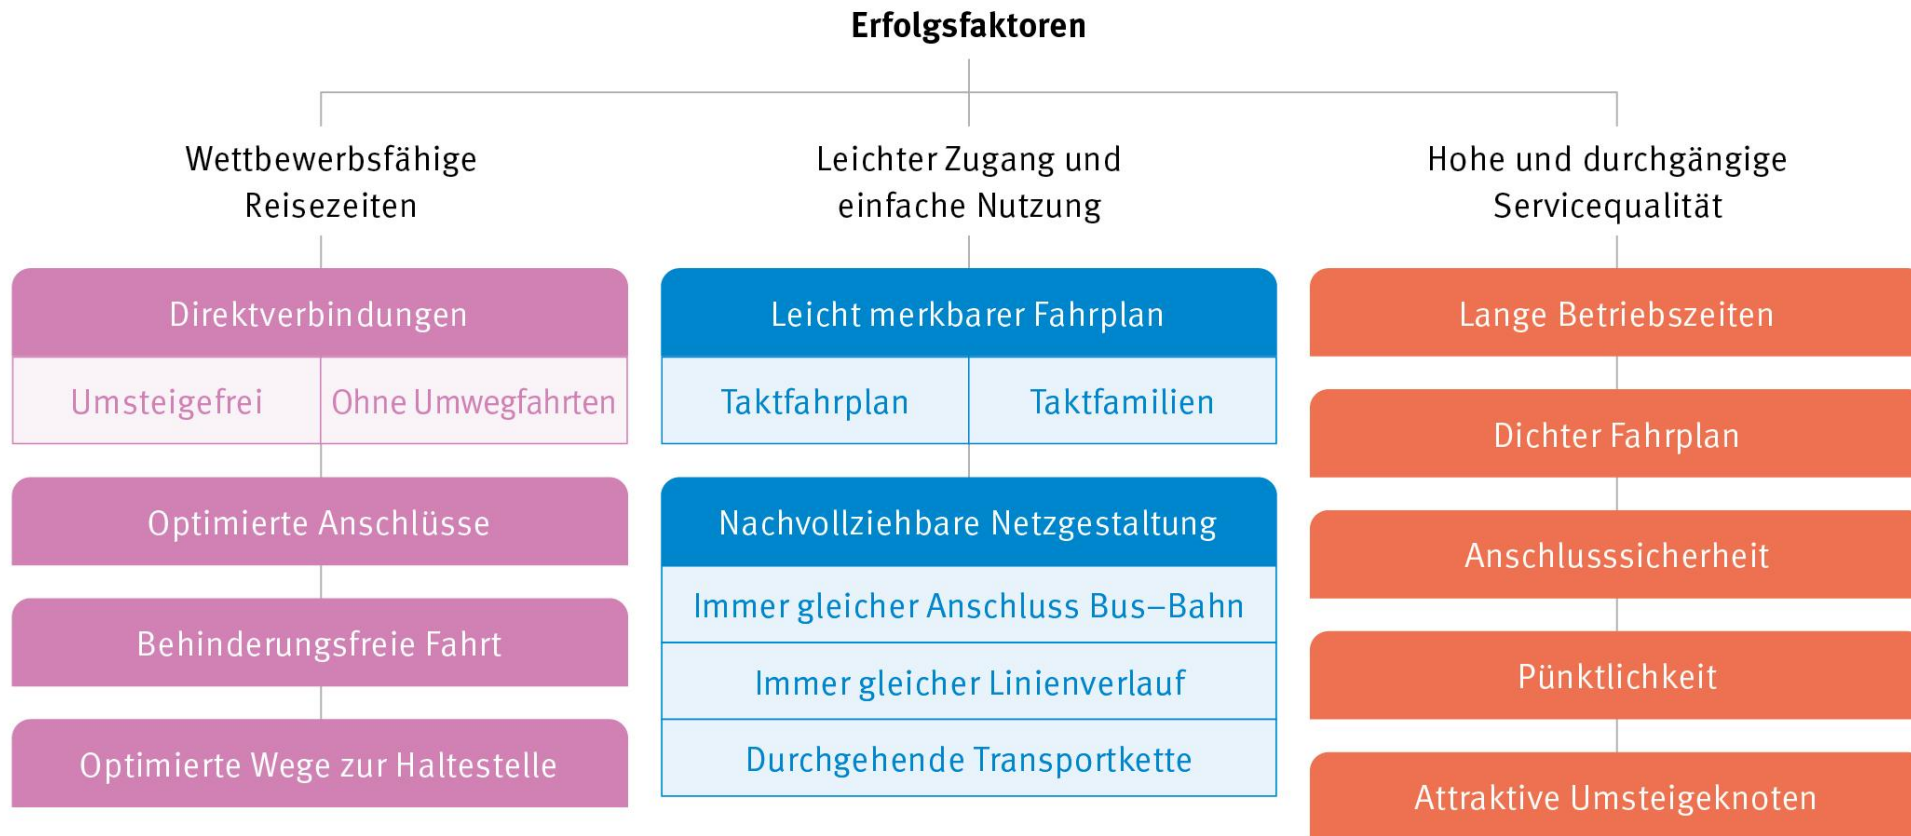 Erfolgsfaktoren
Wettbewerbsfähige
Reisezeiten
Direktverbindungen
Umsteigefrei
Ohne Umwegfahrten
Optimierte Anschlüsse
Behinderungsfreie Fahrt
Optimierte Wege zur Haltestelle
Leichter Zugang und
einfache Nutzung
Leicht merkbarer Fahrplan
Taktfahrplan
Taktfamilien
Nachvollziehbare Netzgestaltung
Immer gleicher Anschluss Bus–Bahn
Immer gleicher Linienverlauf
Durchgehende Transportkette
Hohe und durchgängige
Servicequalität
Lange Betriebszeiten
Dichter Fahrplan
Anschlusssicherheit
Pünktlichkeit
Attraktive Umsteigeknoten